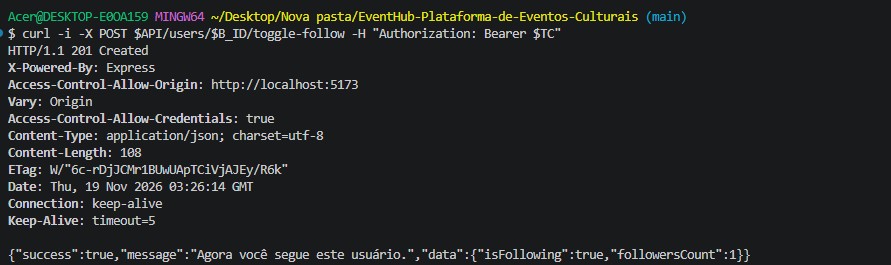 Acer@DESKTOP-E0OA159 MINGW64 ~/Desktop/Nova pasta/EventHub-Plataforma-de-Eventos-Culturais (main)
$ curl -i -X POST $API/users/$B_ID/toggle-follow -H "Authorization: Bearer $TC"
HTTP/1.1 201 Created
X-Powered-By: Express
Access-Control-Allow-Origin: http://localhost:5173
Vary: Origin
Access-Control-Allow-Credentials: true
Content-Type: application/json; charset=utf-8
Content-Length: 108
ETag: W/"6c-rDjJCMr1BUwUApTCiVjAJEy/R6k"
Date: Thu, 19 Nov 2026 03:26:14 GMT
Connection: keep-alive
Keep-Alive: timeout=5
{"success":true,"message":"Agora você segue este usuário.","data":{"isFollowing":true,"followersCount":1}}